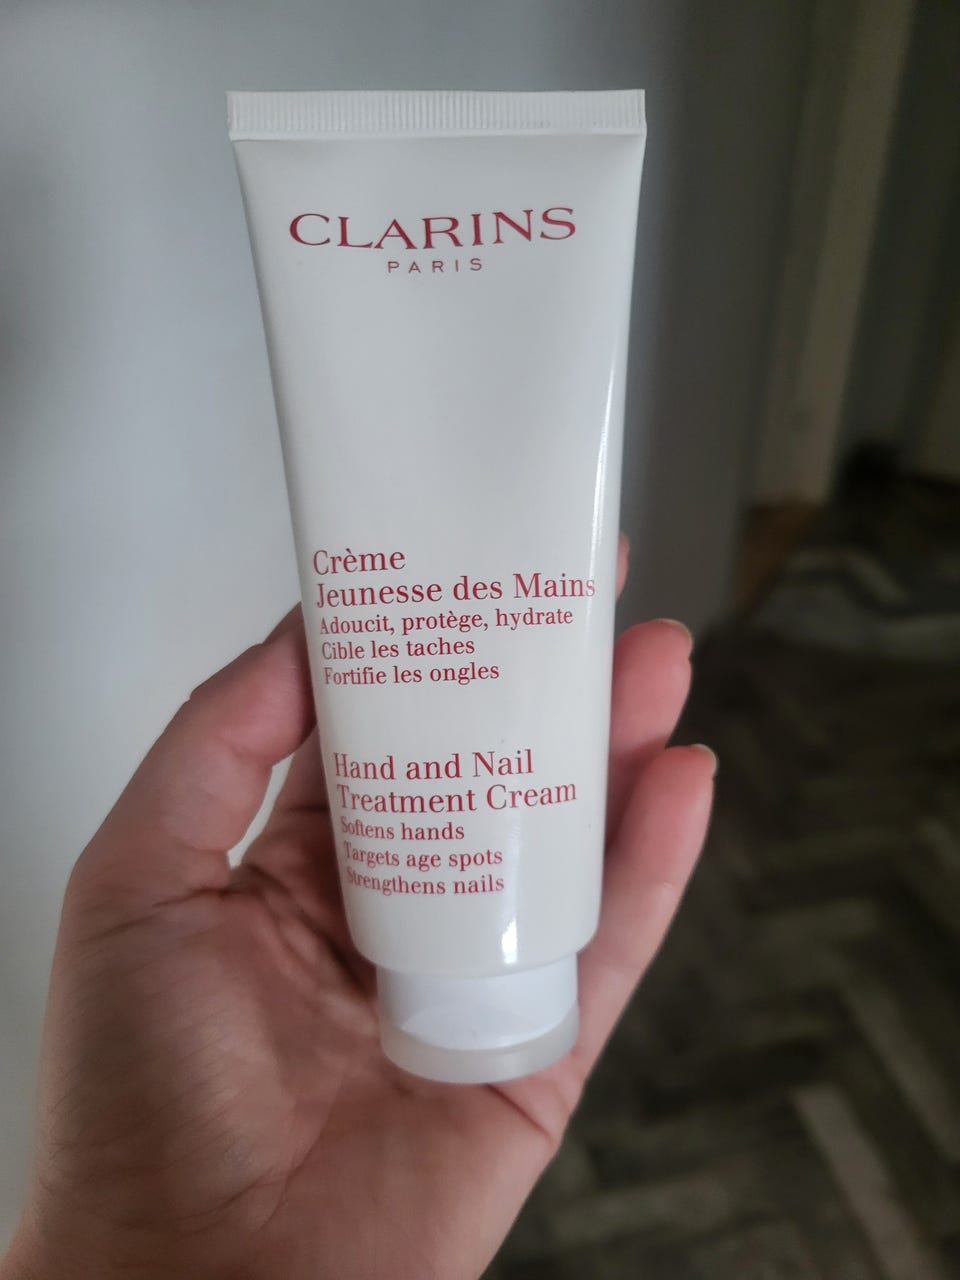 CLARINS
PARIS
Crème
Jeunesse des Mains
Adoucit, protège, hydrate
Cible les taches
Fortifie les ongles
Hand and Nail
Treatment Cream
Softens hands
Targets age spots
Strengthens nails